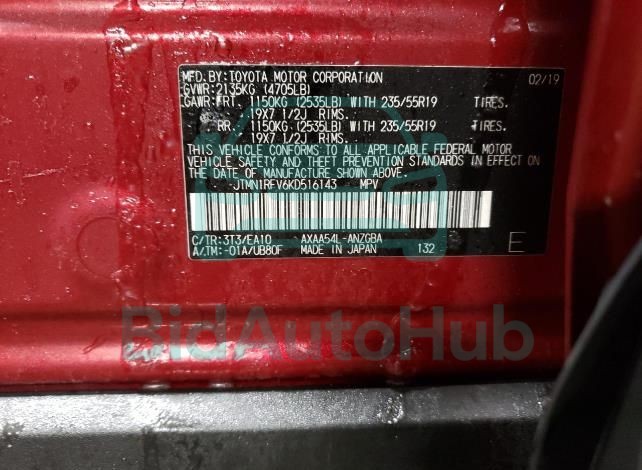 MFD. BY: TOYOTA MOTOR CORPORATION 02/19
GVWR: 2135KG (4705LB)
GAWR: FRT. 1150KG (2535LB) WITH 235/55R19 TIRES.
19X7 1/2J RIMS.
RR. 1150KG (2535LB) WITH 235/55R19 TIRES.
19X7 1/2J RIMS.
THIS VEHICLE CONFORMS TO ALL APPLICABLE FEDERAL MOTOR
VEHICLE SAFETY AND THEFT PREVENTION STANDARDS IN EFFECT ON
THE DATE OF MANUFACTURE SHOWN ABOVE.
JTMN1RFV6KD516143 MPV
C/TR: 3T3/EA10 AXAA54L-ANZGBA
A/TM: -01A/UB80F MADE IN JAPAN 132 E
BidAutoHub